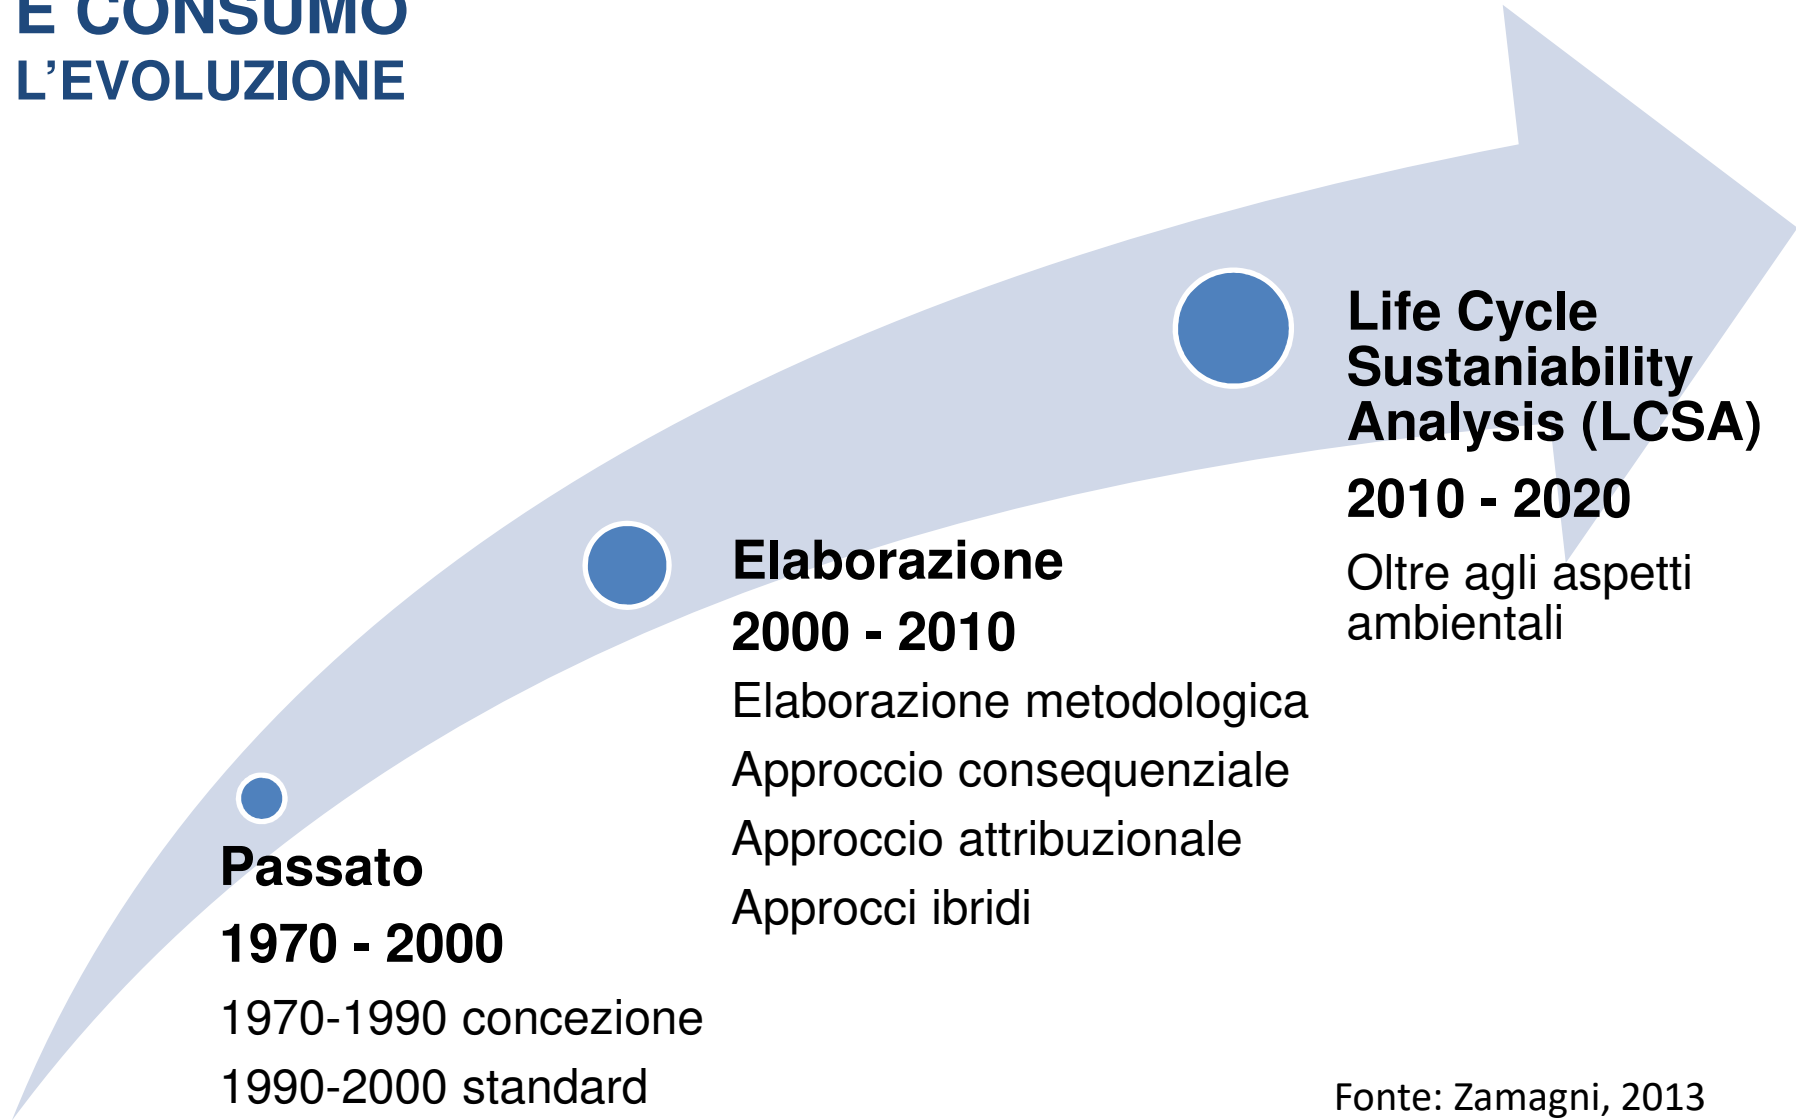 E CONSUMO
L’EVOLUZIONE
Life Cycle
Sustaniability
Analysis (LCSA)
2010 - 2020
Oltre agli aspetti
ambientali
Elaborazione
2000 - 2010
Elaborazione metodologica
Approccio consequenziale
Approccio attribuzionale
Approcci ibridi
Passato
1970 - 2000
1970-1990 concezione
1990-2000 standard
Fonte: Zamagni, 2013